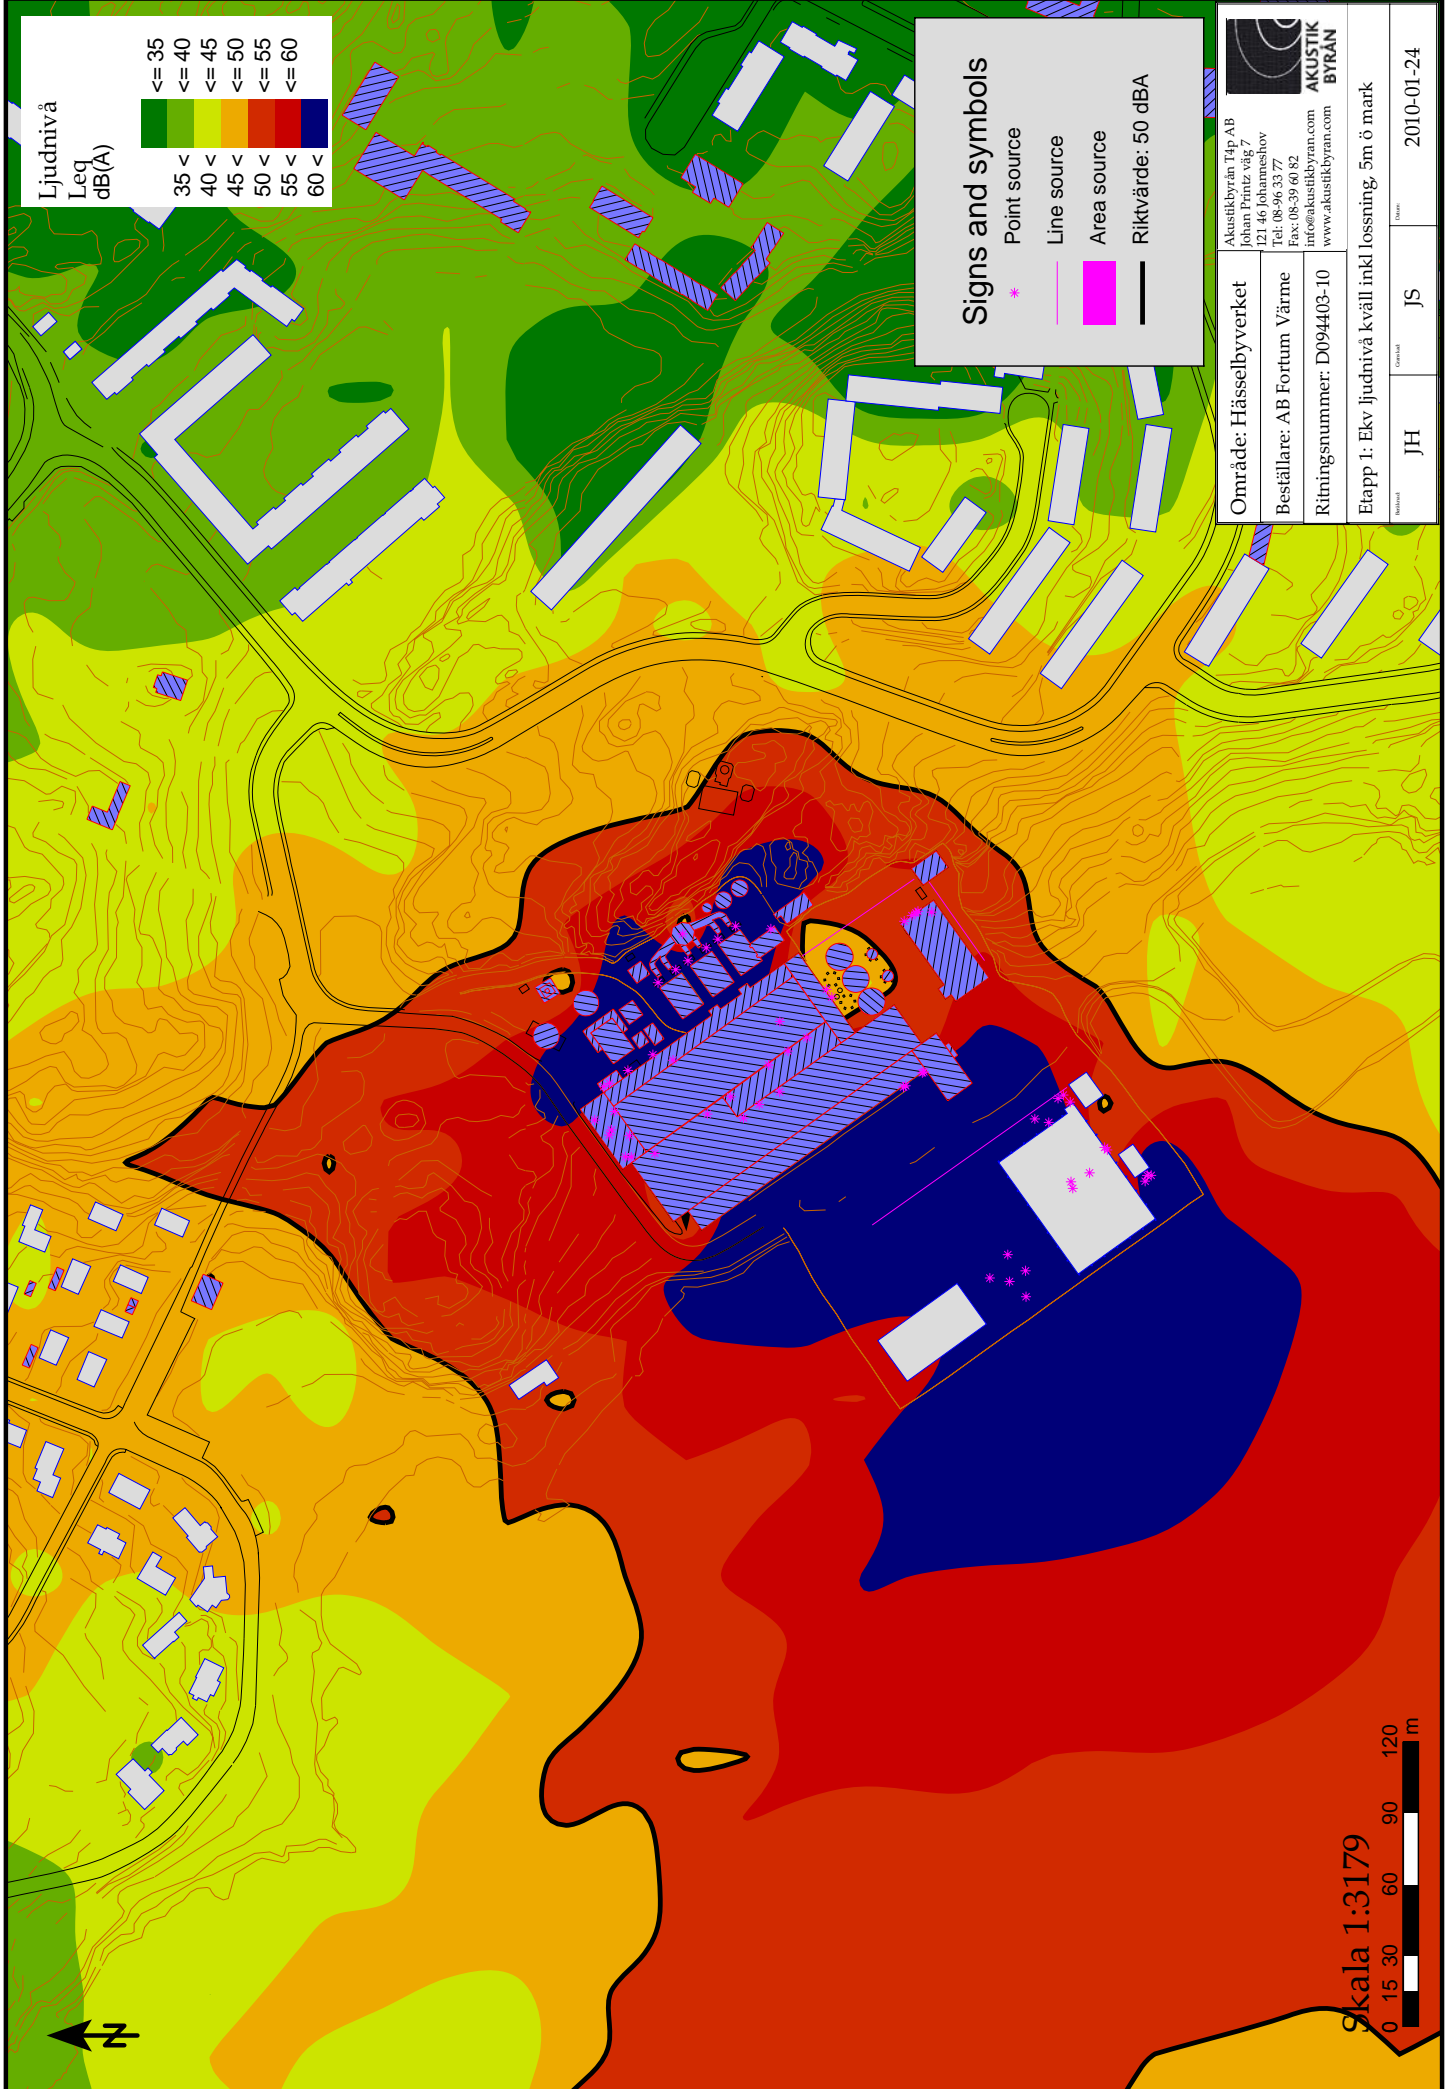 Ljudnivå
Leq
dB(A)
<= 35
35 < <= 40
40 < <= 45
45 < <= 50
50 < <= 55
55 < <= 60
60 <
Signs and symbols
Point source
Line source
Area source
Riktvärde: 50 dBA
Område: Hässelbyverket
Beställare: AB Fortum Värme
Ritningsnummer: D094403-10
Akustikbyrån T4p AB
Johan Printz väg 7
121 46 Johanneshov
Tel: 08-96 33 77
Fax: 08-39 60 82
info@akustikbyran.com
www.akustikbyran.com
AKUSTIK
BYRÅN
Etapp 1: Ekv ljudnivå kväll inkl lossning, 5m ö mark
JH
JS
Datum:
2010-01-24
Skala 1:3179
0 15 30 60 90 120
m
N